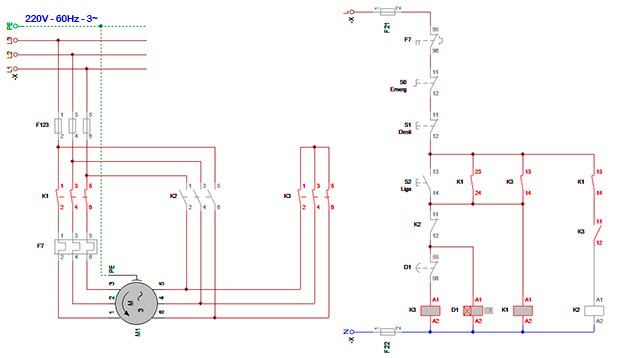 220V - 60Hz - 3~
PE
L3
L2
L1
-X
F123
1 3 5
2 4 6
K1
1 3 5
2 4 6
K2
1 3 5
2 4 6
K3
1 3 5
2 4 6
F7
1 3 5
2 4 6
PE
3 5
2 4
1 6
M
3
M1
L
-X
F21
F7
95
96
S0
Emerg
11
12
S1
Desli
11
12
S2
Liga
13
14
K1
23
24
K3
13
14
K1
13
14
K2
11
12
K3
11
12
D1
55
56
K3
A1
A2
D1
A1
A2
K1
A1
A2
K2
A1
A2
N
-X
F22